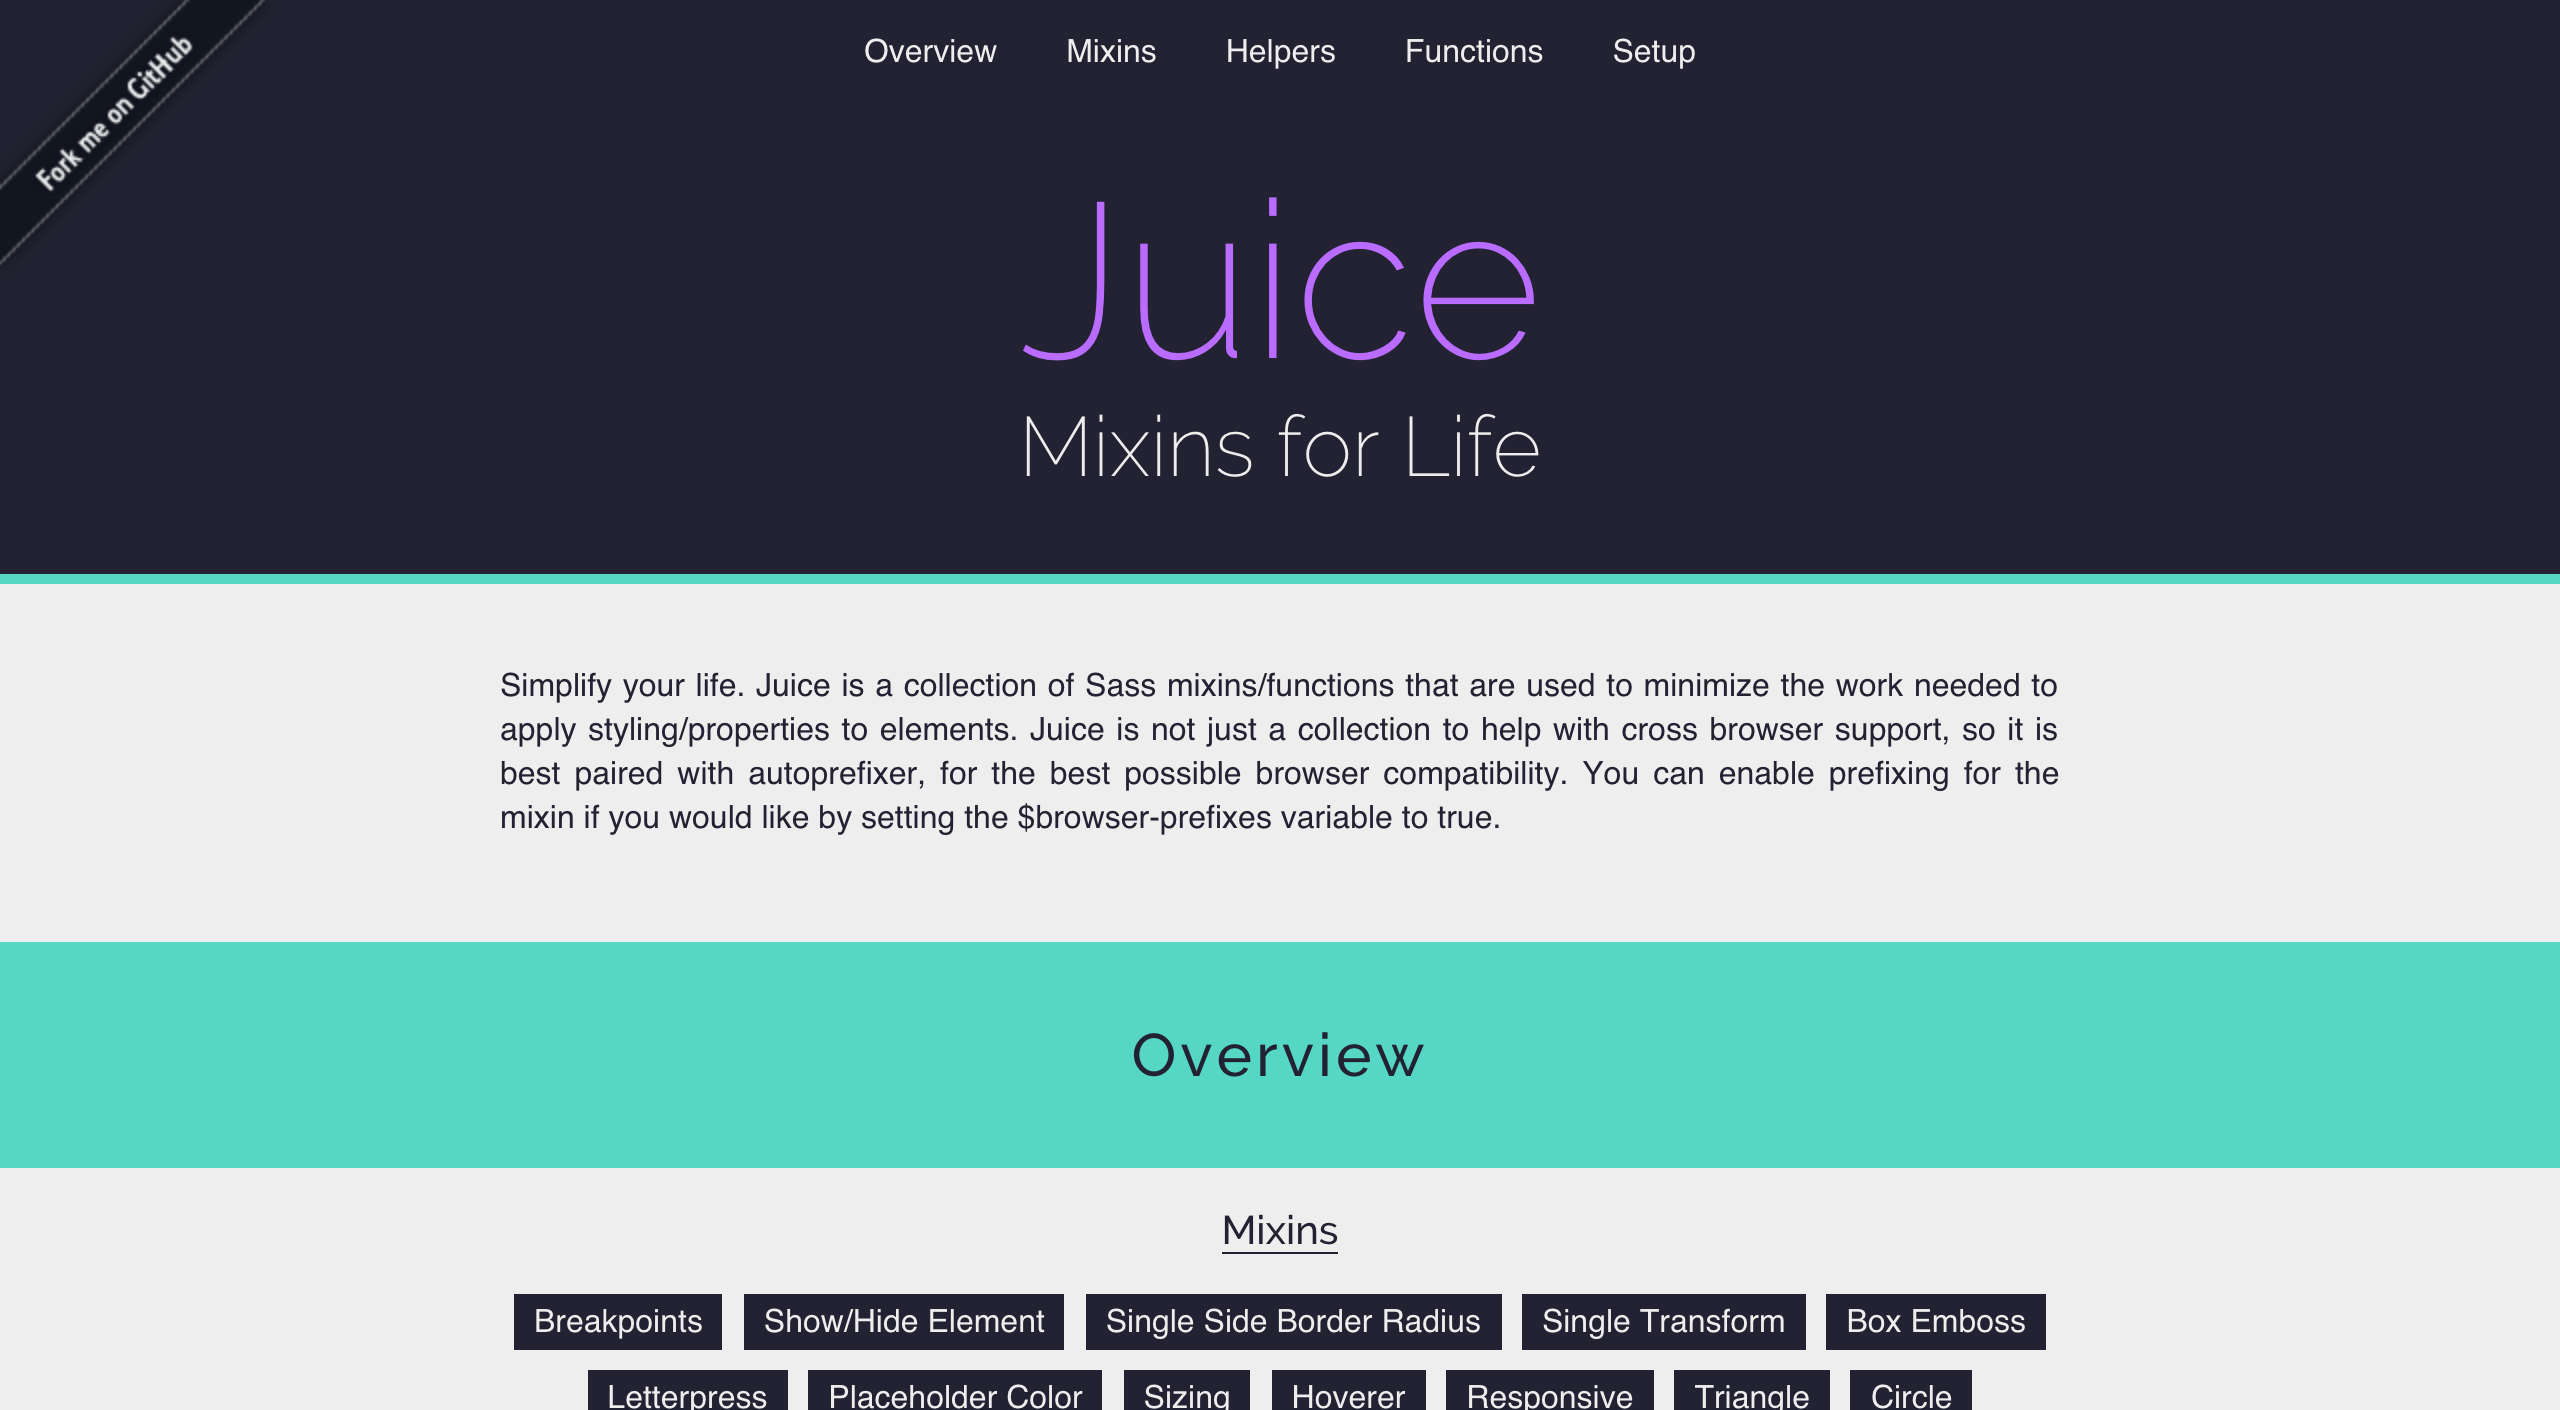 Fork me on GitHub
Overview Mixins Helpers Functions Setup
Juice
Mixins for Life
Simplify your life. Juice is a collection of Sass mixins/functions that are used to minimize the work needed to
apply styling/properties to elements. Juice is not just a collection to help with cross browser support, so it is
best paired with autoprefixer, for the best possible browser compatibility. You can enable prefixing for the
mixin if you would like by setting the $browser-prefixes variable to true.
Overview
Mixins
Breakpoints Show/Hide Element Single Side Border Radius Single Transform Box Emboss
Letterpress Placeholder Color Sizing Hoverer Responsive Triangle Circle